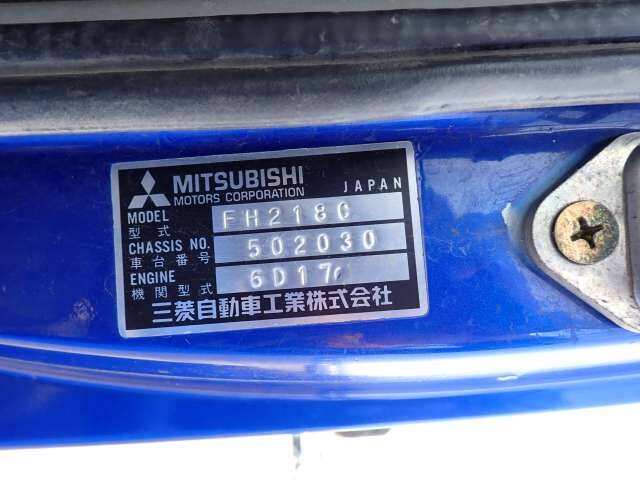 MITSUBISHI
MOTORS CORPORATION JAPAN
MODEL
型式 FH218C
CHASSIS NO.
車台番号 502030
ENGINE
機関型式 6D17
三菱自動車工業株式会社